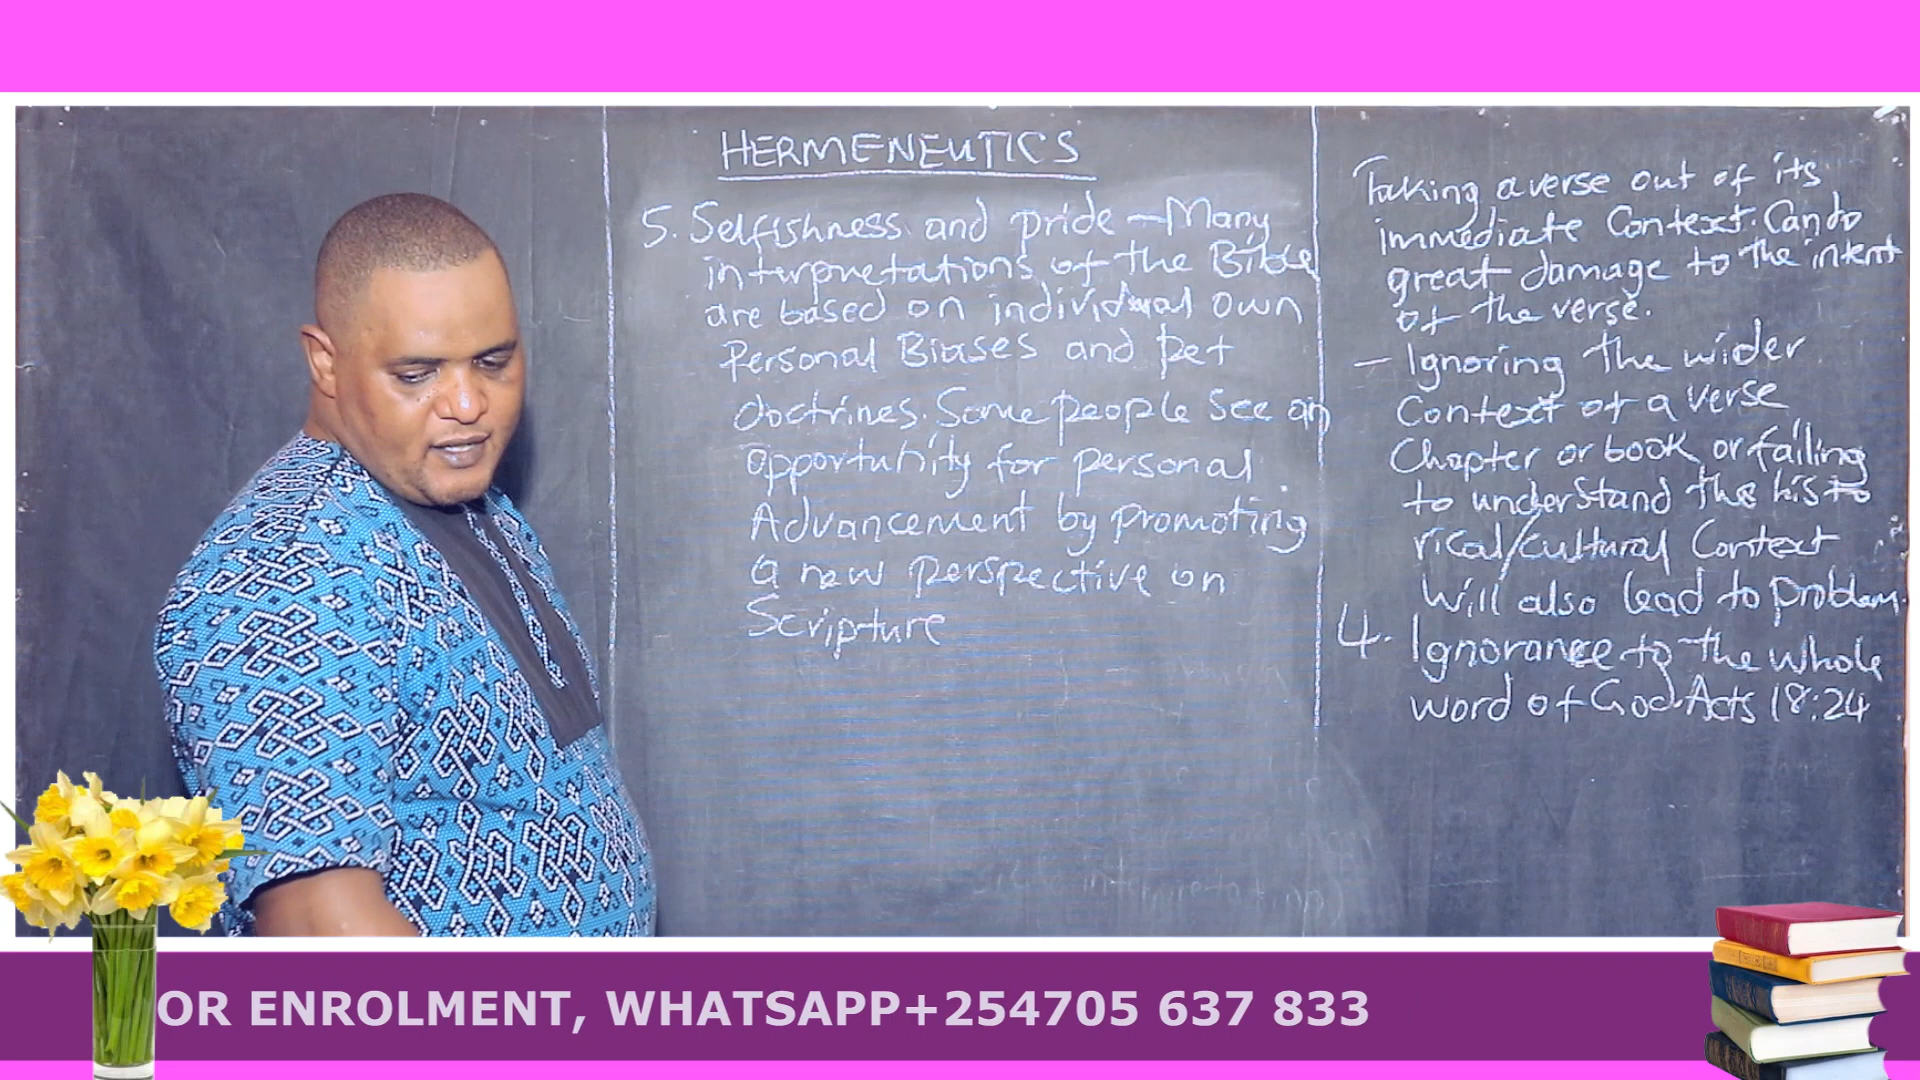 HERMENEUTICS
5. Selfishness and pride - Many
interpretations of the Bible
are based on individual own
Personal Biases and pet
doctrines. Some people see an
opportunity for personal
Advancement by promoting
a new perspective on
Scripture
Taking a verse out of its
immediate Context. Can do
great damage to the intent
of the verse.
- Ignoring the wider
Context of a verse
Chapter or book or failing
to understand the histo
rical/cultural Context
Will also lead to problem.
4. Ignorance to the whole
word of God Acts 18:24
OR ENROLMENT, WHATSAPP+254705 637 833